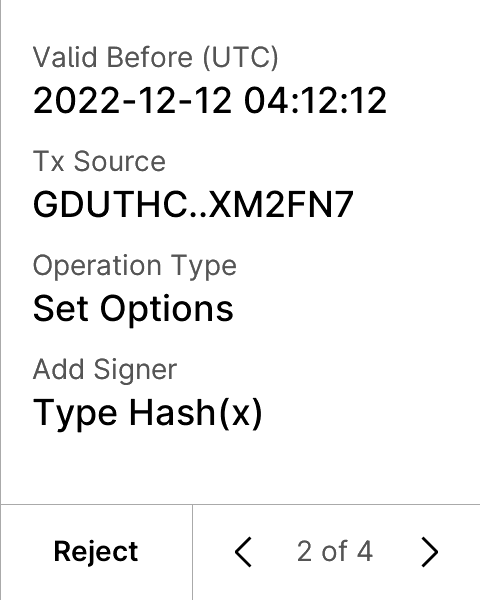 Valid Before (UTC)
2022-12-12 04:12:12
Tx Source
GDUTHC..XM2FN7
Operation Type
Set Options
Add Signer
Type Hash(x)
Reject
2 of 4